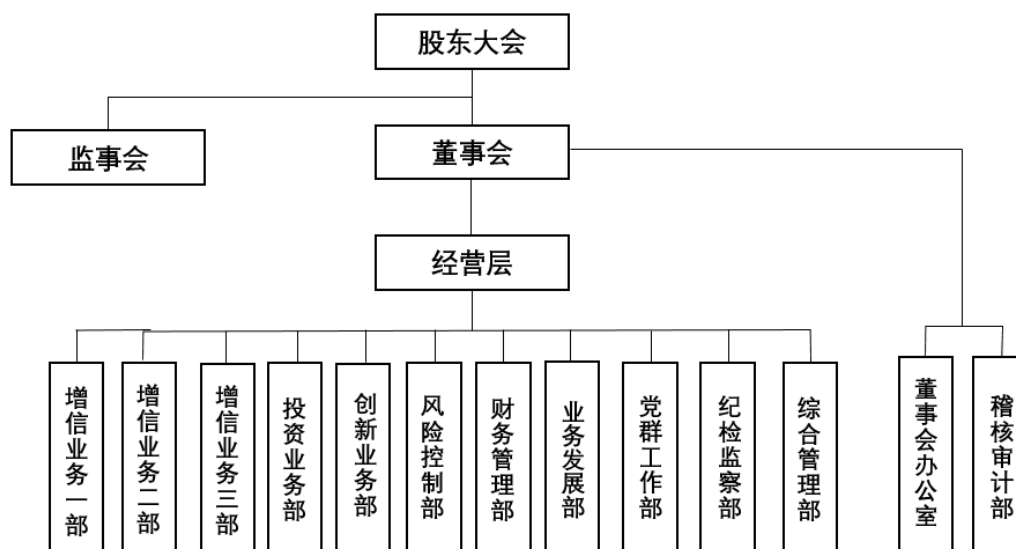 股东大会
监事会
董事会
经营层
增信业务一部
增信业务二部
增信业务三部
投资业务部
创新业务部
风险控制部
财务管理部
业务发展部
党群工作部
纪检监察部
综合管理部
董事会办公室
稽核审计部